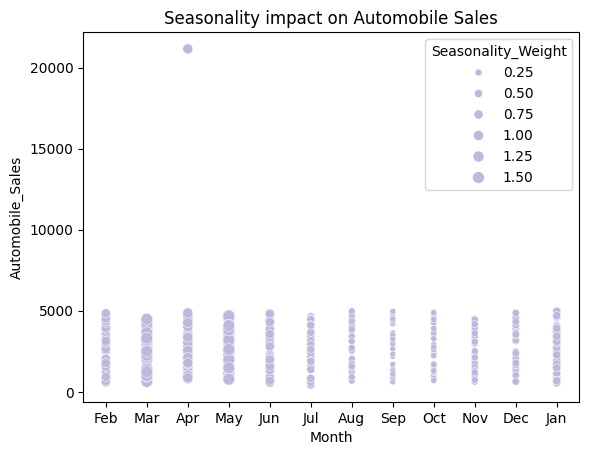 Seasonality impact on Automobile Sales
Seasonality_Weight
0.25
0.50
0.75
1.00
1.25
1.50
Automobile_Sales
20000
15000
10000
5000
0
Feb Mar Apr May Jun Jul Aug Sep Oct Nov Dec Jan
Month